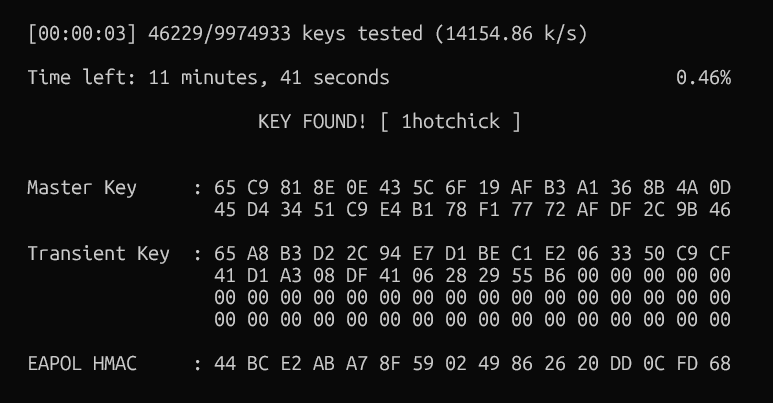 [00:00:03] 46229/9974933 keys tested (14154.86 k/s)
Time left: 11 minutes, 41 seconds 0.46%
KEY FOUND! [ 1hotchick ]
Master Key : 65 C9 81 8E 0E 43 5C 6F 19 AF B3 A1 36 8B 4A 0D
45 D4 34 51 C9 E4 B1 78 F1 77 72 AF DF 2C 9B 46
Transient Key : 65 A8 B3 D2 2C 94 E7 D1 BE C1 E2 06 33 50 C9 CF
41 D1 A3 08 DF 41 06 28 29 55 B6 00 00 00 00 00
00 00 00 00 00 00 00 00 00 00 00 00 00 00 00 00
00 00 00 00 00 00 00 00 00 00 00 00 00 00 00 00
EAPOL HMAC : 44 BC E2 AB A7 8F 59 02 49 86 26 20 DD 0C FD 68